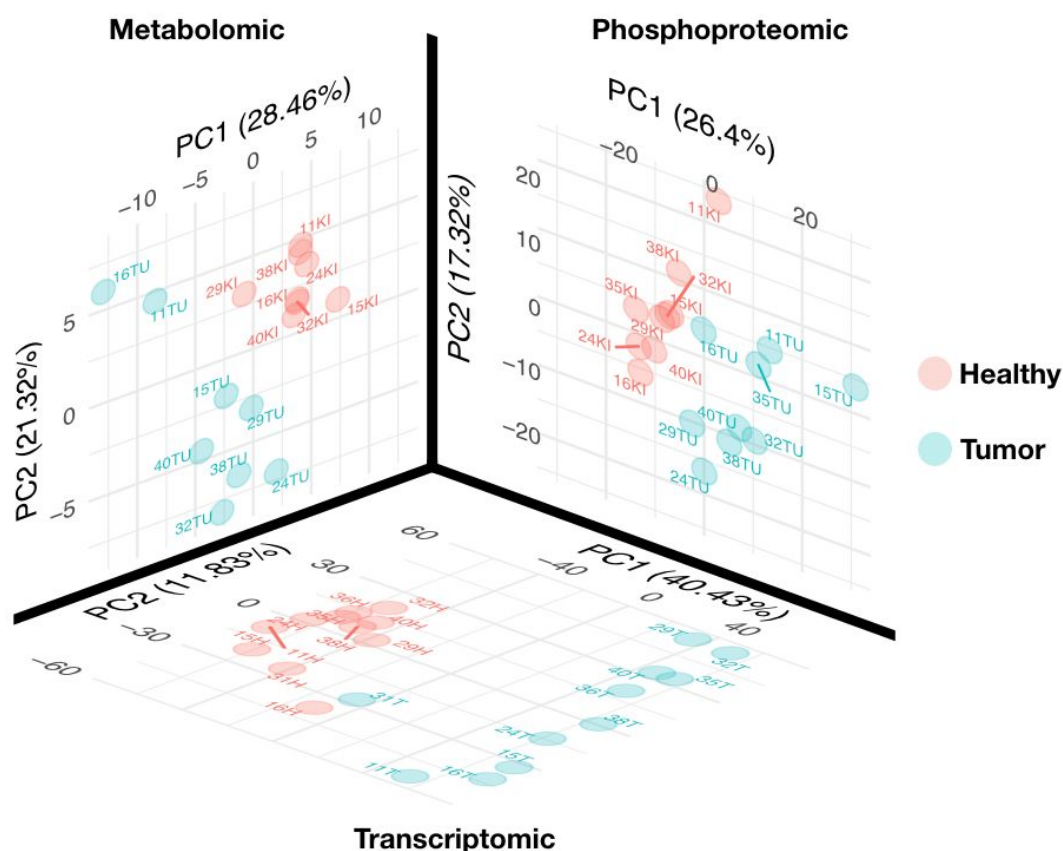 Metabolomic
PC1 (28.46%)
−10
−5
0
5
10
PC2 (21.32%)
5
0
−5
16TU
11TU
11KI
38KI
24KI
29KI
16KI
15KI
40KI
32KI
15TU
29TU
40TU
38TU
24TU
32TU
Phosphoproteomic
PC1 (26.4%)
−20
0
20
PC2 (17.32%)
20
10
0
−10
−20
11KI
38KI
32KI
35KI
15KI
29KI
24KI
40KI
16KI
16TU
11TU
35TU
15TU
40TU
32TU
29TU
38TU
24TU
Healthy
Tumor
PC2 (11.83%)
−60
−30
0
30
60
PC1 (40.43%)
−40
0
40
36H
32H
35H
40H
24H
38H
29H
15H
11H
31H
16H
31T
29T
32T
40T
35T
36T
38T
24T
15T
11T
16T
Transcriptomic